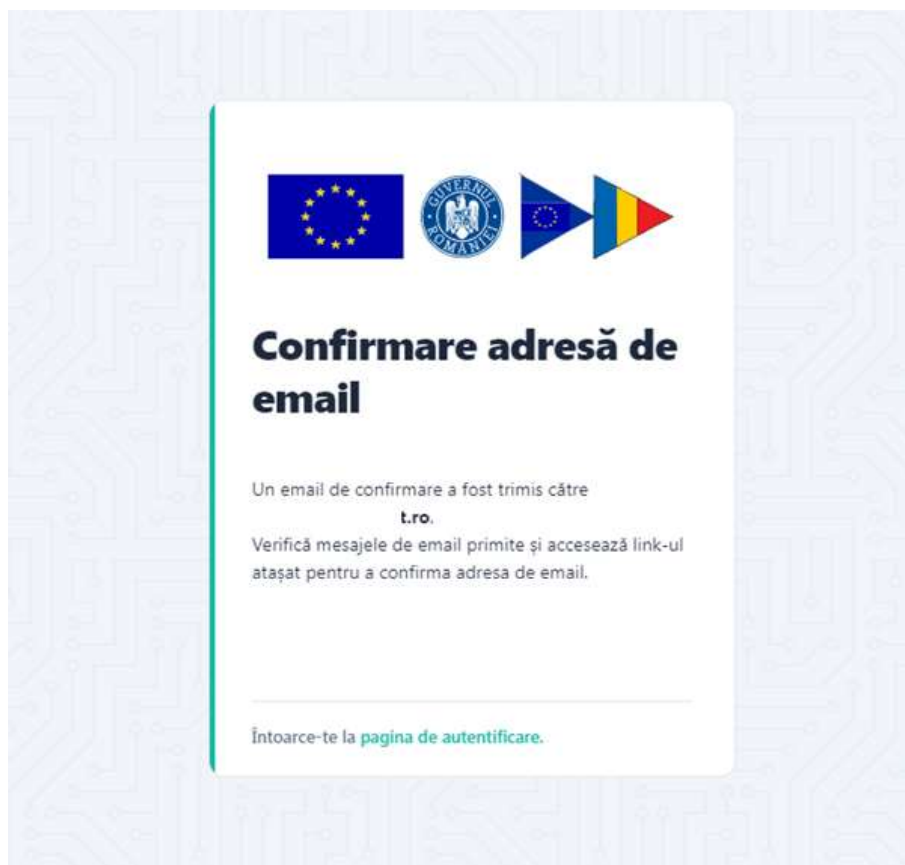 GUVERNUL ROMÂNIEI
Confirmare adresă de
email
Un email de confirmare a fost trimis către
t.ro.
Verifică mesajele de email primite și accesează link-ul
atașat pentru a confirma adresa de email.
Întoarce-te la pagina de autentificare.